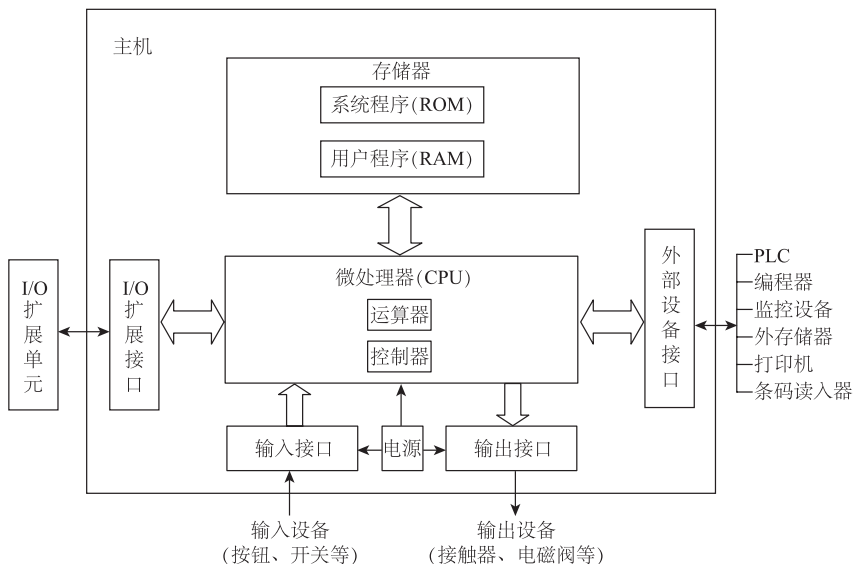 主机
存储器
系统程序(ROM)
用户程序(RAM)
微处理器(CPU)
运算器
控制器
I/O
扩
展
单
元
I/O
扩
展
接
口
外
部
设
备
接
口
PLC
编程器
监控设备
外存储器
打印机
条码读入器
输入接口
电源
输出接口
输入设备
(按钮、开关等)
输出设备
(接触器、电磁阀等)